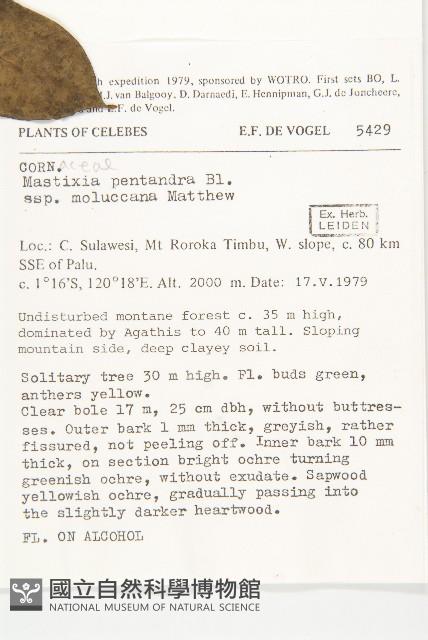 expedition 1979, sponsored by WOTRO. First sets BO, L.
M.J. van Balgooy, D. Darnaedi, E. Hennipman, G.J. de Joncheere,
and E.F. de Vogel.
PLANTS OF CELEBES E.F. DE VOGEL 5429
CORN.aceal
Mastixia pentandra Bl.
ssp. moluccana Matthew
Ex. Herb.
LEIDEN
Loc.: C. Sulawesi, Mt Roroka Timbu, W. slope, c. 80 km
SSE of Palu.
c. 1°16'S, 120°18'E. Alt. 2000 m. Date: 17.V.1979
Undisturbed montane forest c. 35 m high,
dominated by Agathis to 40 m tall. Sloping
mountain side, deep clayey soil.
Solitary tree 30 m high. Fl. buds green,
anthers yellow.
Clear bole 17 m, 25 cm dbh, without buttres-
ses. Outer bark 1 mm thick, greyish, rather
fissured, not peeling off. Inner bark 10 mm
thick, on section bright ochre turning
greenish ochre, without exudate. Sapwood
yellowish ochre, gradually passing into
the slightly darker heartwood.
FL. ON ALCOHOL
國立自然科學博物館
NATIONAL MUSEUM OF NATURAL SCIENCE